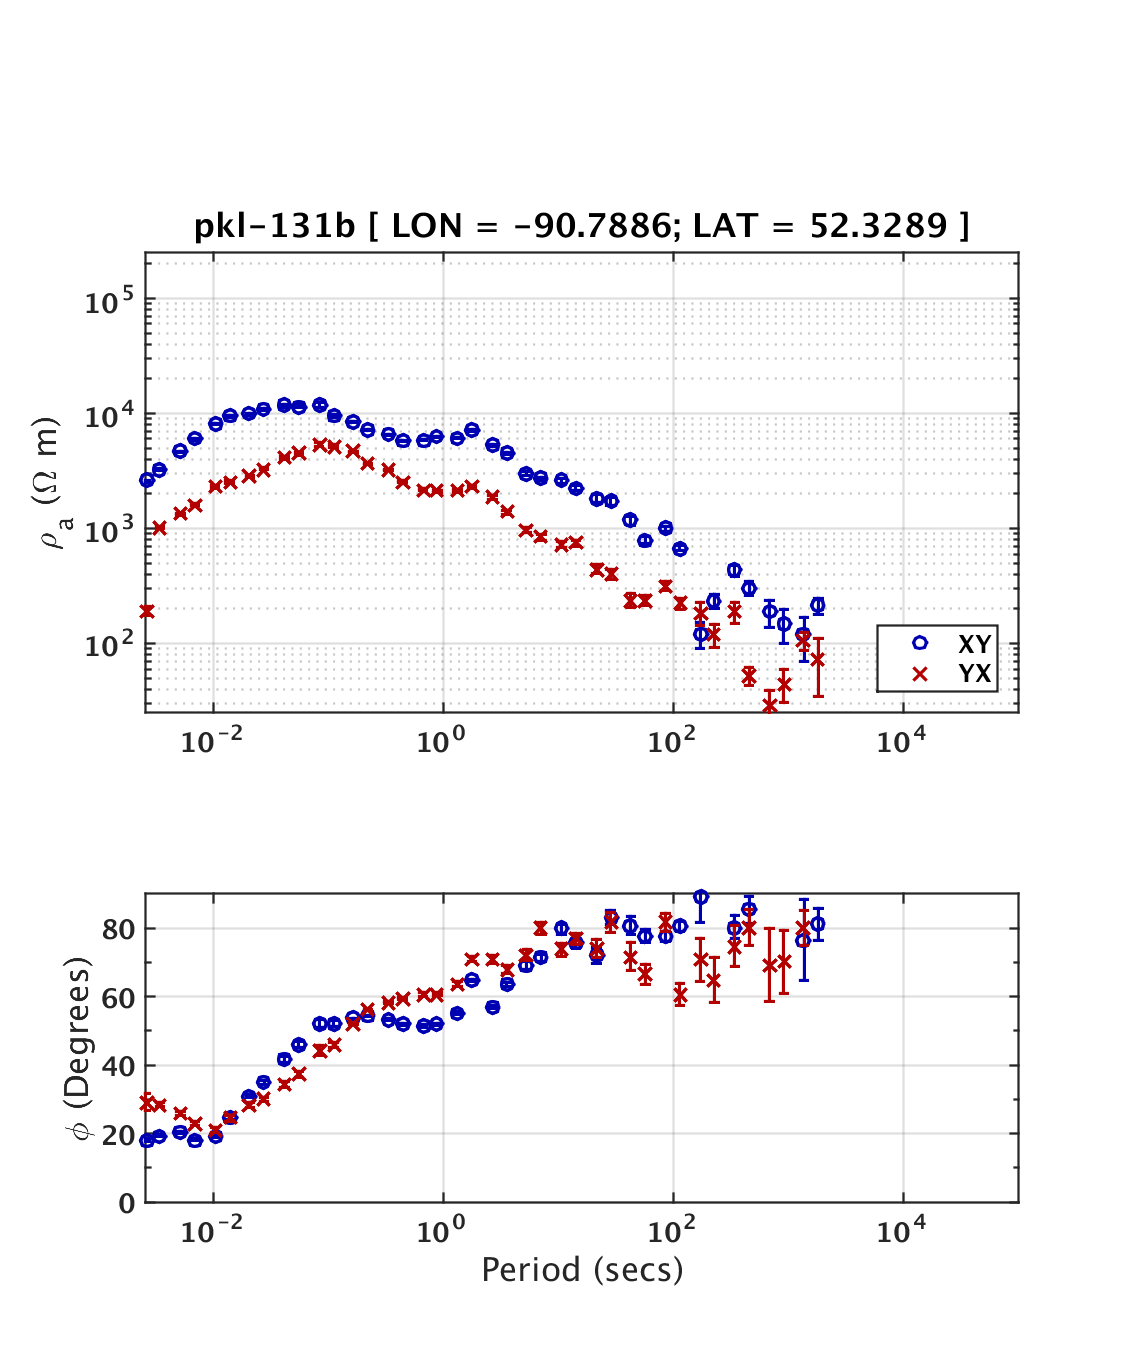 pkl-131b [ LON = -90.7886; LAT = 52.3289 ]
10^5
10^4
10^3
10^2
ρ_a (Ω m)
XY
YX
10^-2 10^0 10^2 10^4
80
60
40
20
0
ϕ (Degrees)
10^-2 10^0 10^2 10^4
Period (secs)